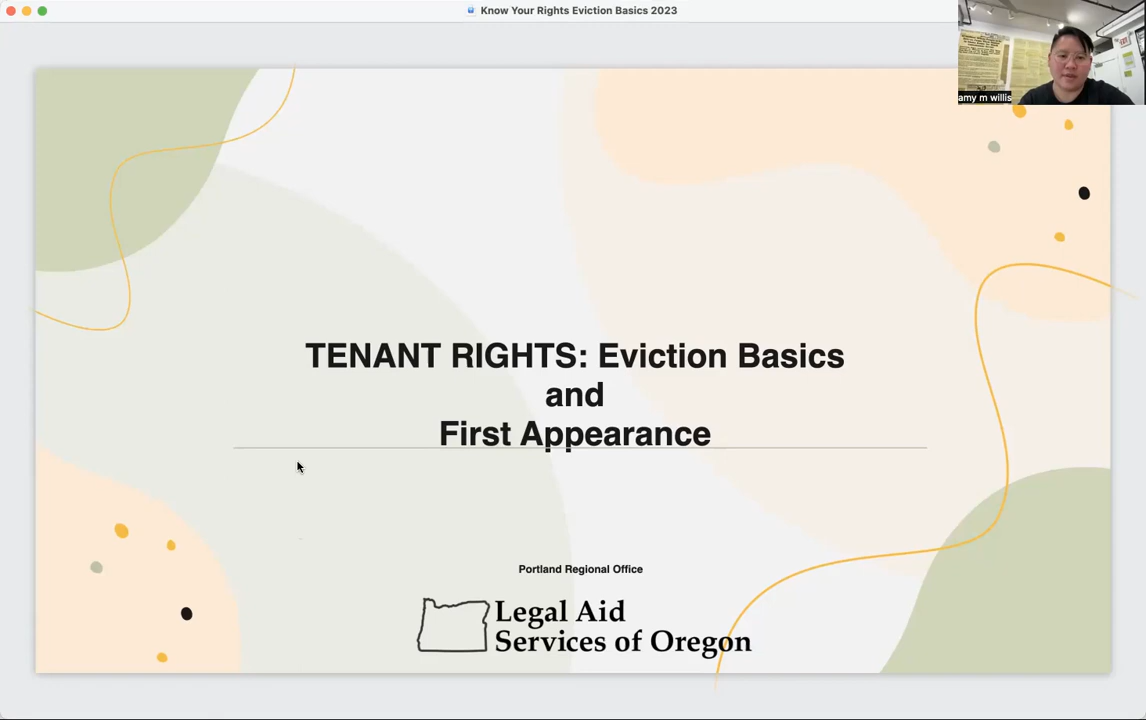 Know Your Rights Eviction Basics 2023
amy m willis
TENANT RIGHTS: Eviction Basics
and
First Appearance
Portland Regional Office
Legal Aid
Services of Oregon